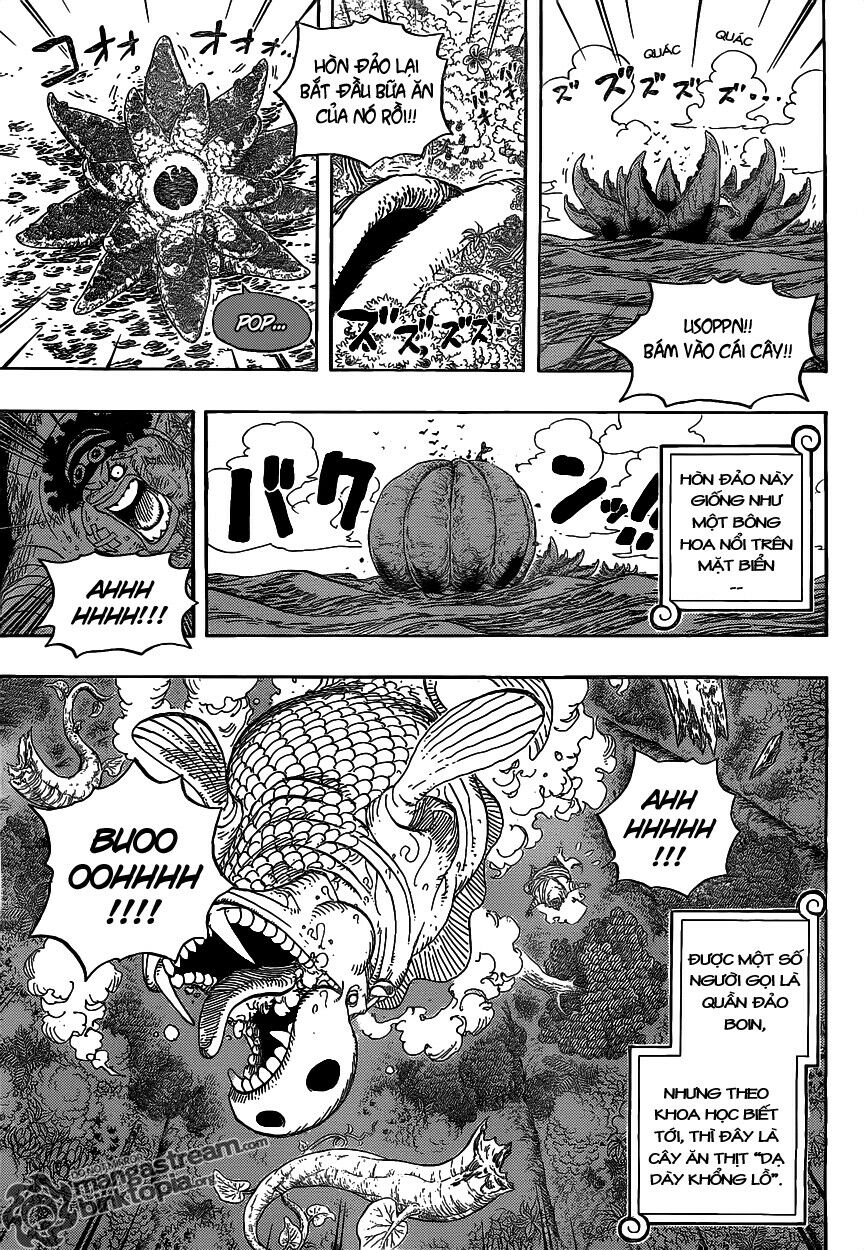 QUÁC
QUÁC
ズズズズ...
USOPPN!!
BÁM VÀO CÁI CÂY!!
HÒN ĐẢO LẠI
BẮT ĐẦU BỮA ĂN
CỦA NÓ RỒI!!
ズズズズ...
コオォォオォ..
POP...
HÒN ĐẢO NÀY
GIỐNG NHƯ
MỘT BÔNG
HOA NỔI TRÊN
MẶT BIỂN
--
バクンッ!!
AHHH
HHHH!!!
AHH
HHHHH
!!!
BUOO
OOHHHH
!!!!
ĐƯỢC MỘT SỐ
NGƯỜI GỌI LÀ
QUẦN ĐẢO
BOIN,
NHƯNG THEO
KHOA HỌC BIẾT
TỚI, THÌ ĐÂY LÀ
CÂY ĂN THỊT "DẠ
DÀY KHỔNG LỒ".
mangastream.com
binktopia.org